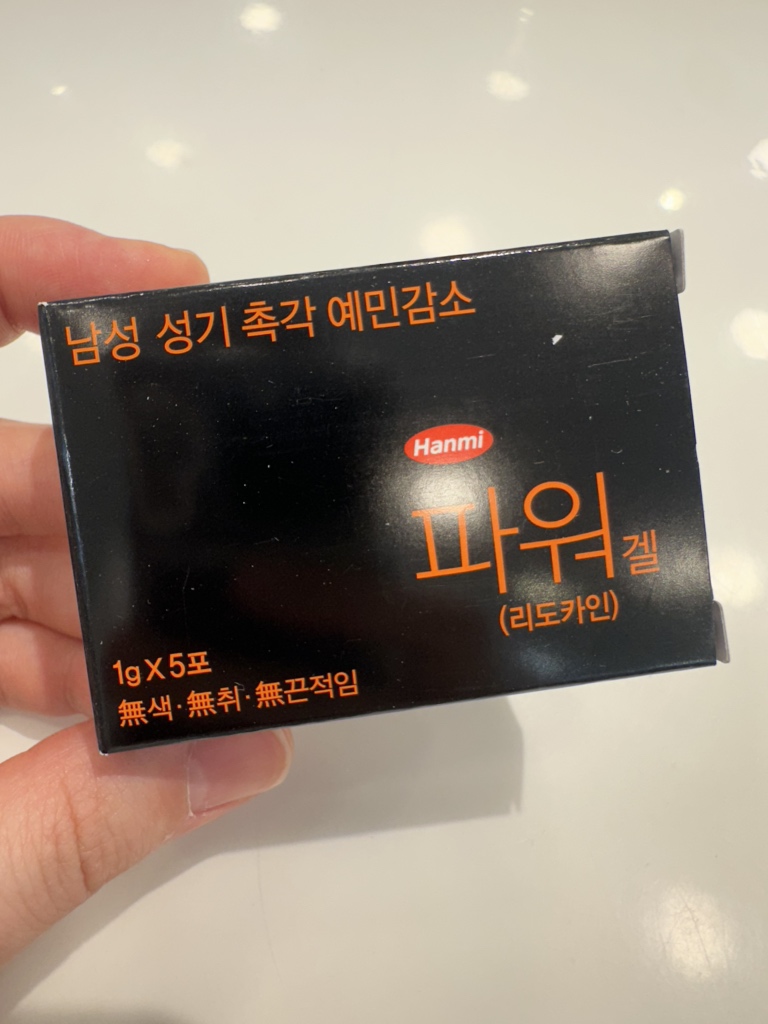 남성 성기 촉각 예민감소
Hanmi
파워겔
(리도카인)
1g X 5포
無색·無취·無끈적임